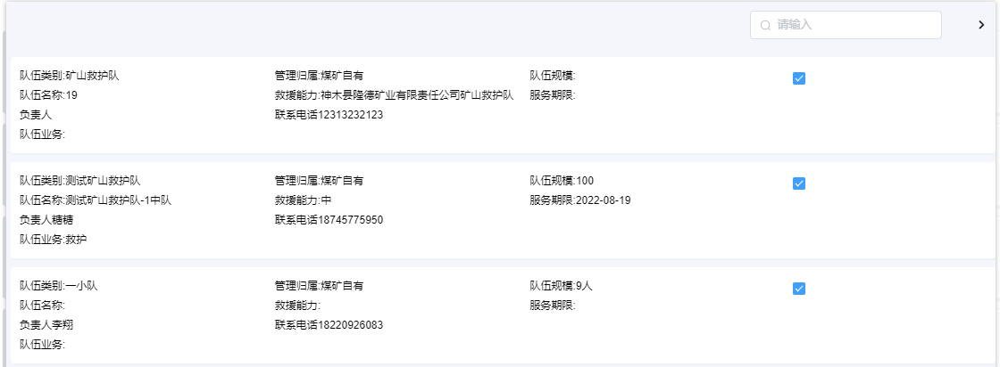 请输入
队伍类别:矿山救护队 管理归属:煤矿自有 队伍规模:
队伍名称:19 救援能力:神木县隆德矿业有限责任公司矿山救护队 服务期限:
负责人 联系电话12313232123
队伍业务:
队伍类别:测试矿山救护队 管理归属:煤矿自有 队伍规模:100
队伍名称:测试矿山救护队-1中队 救援能力:中 服务期限:2022-08-19
负责人糖糖 联系电话18745775950
队伍业务:救护
队伍类别:一小队 管理归属:煤矿自有 队伍规模:9人
队伍名称: 救援能力: 服务期限:
负责人李翔 联系电话18220926083
队伍业务: